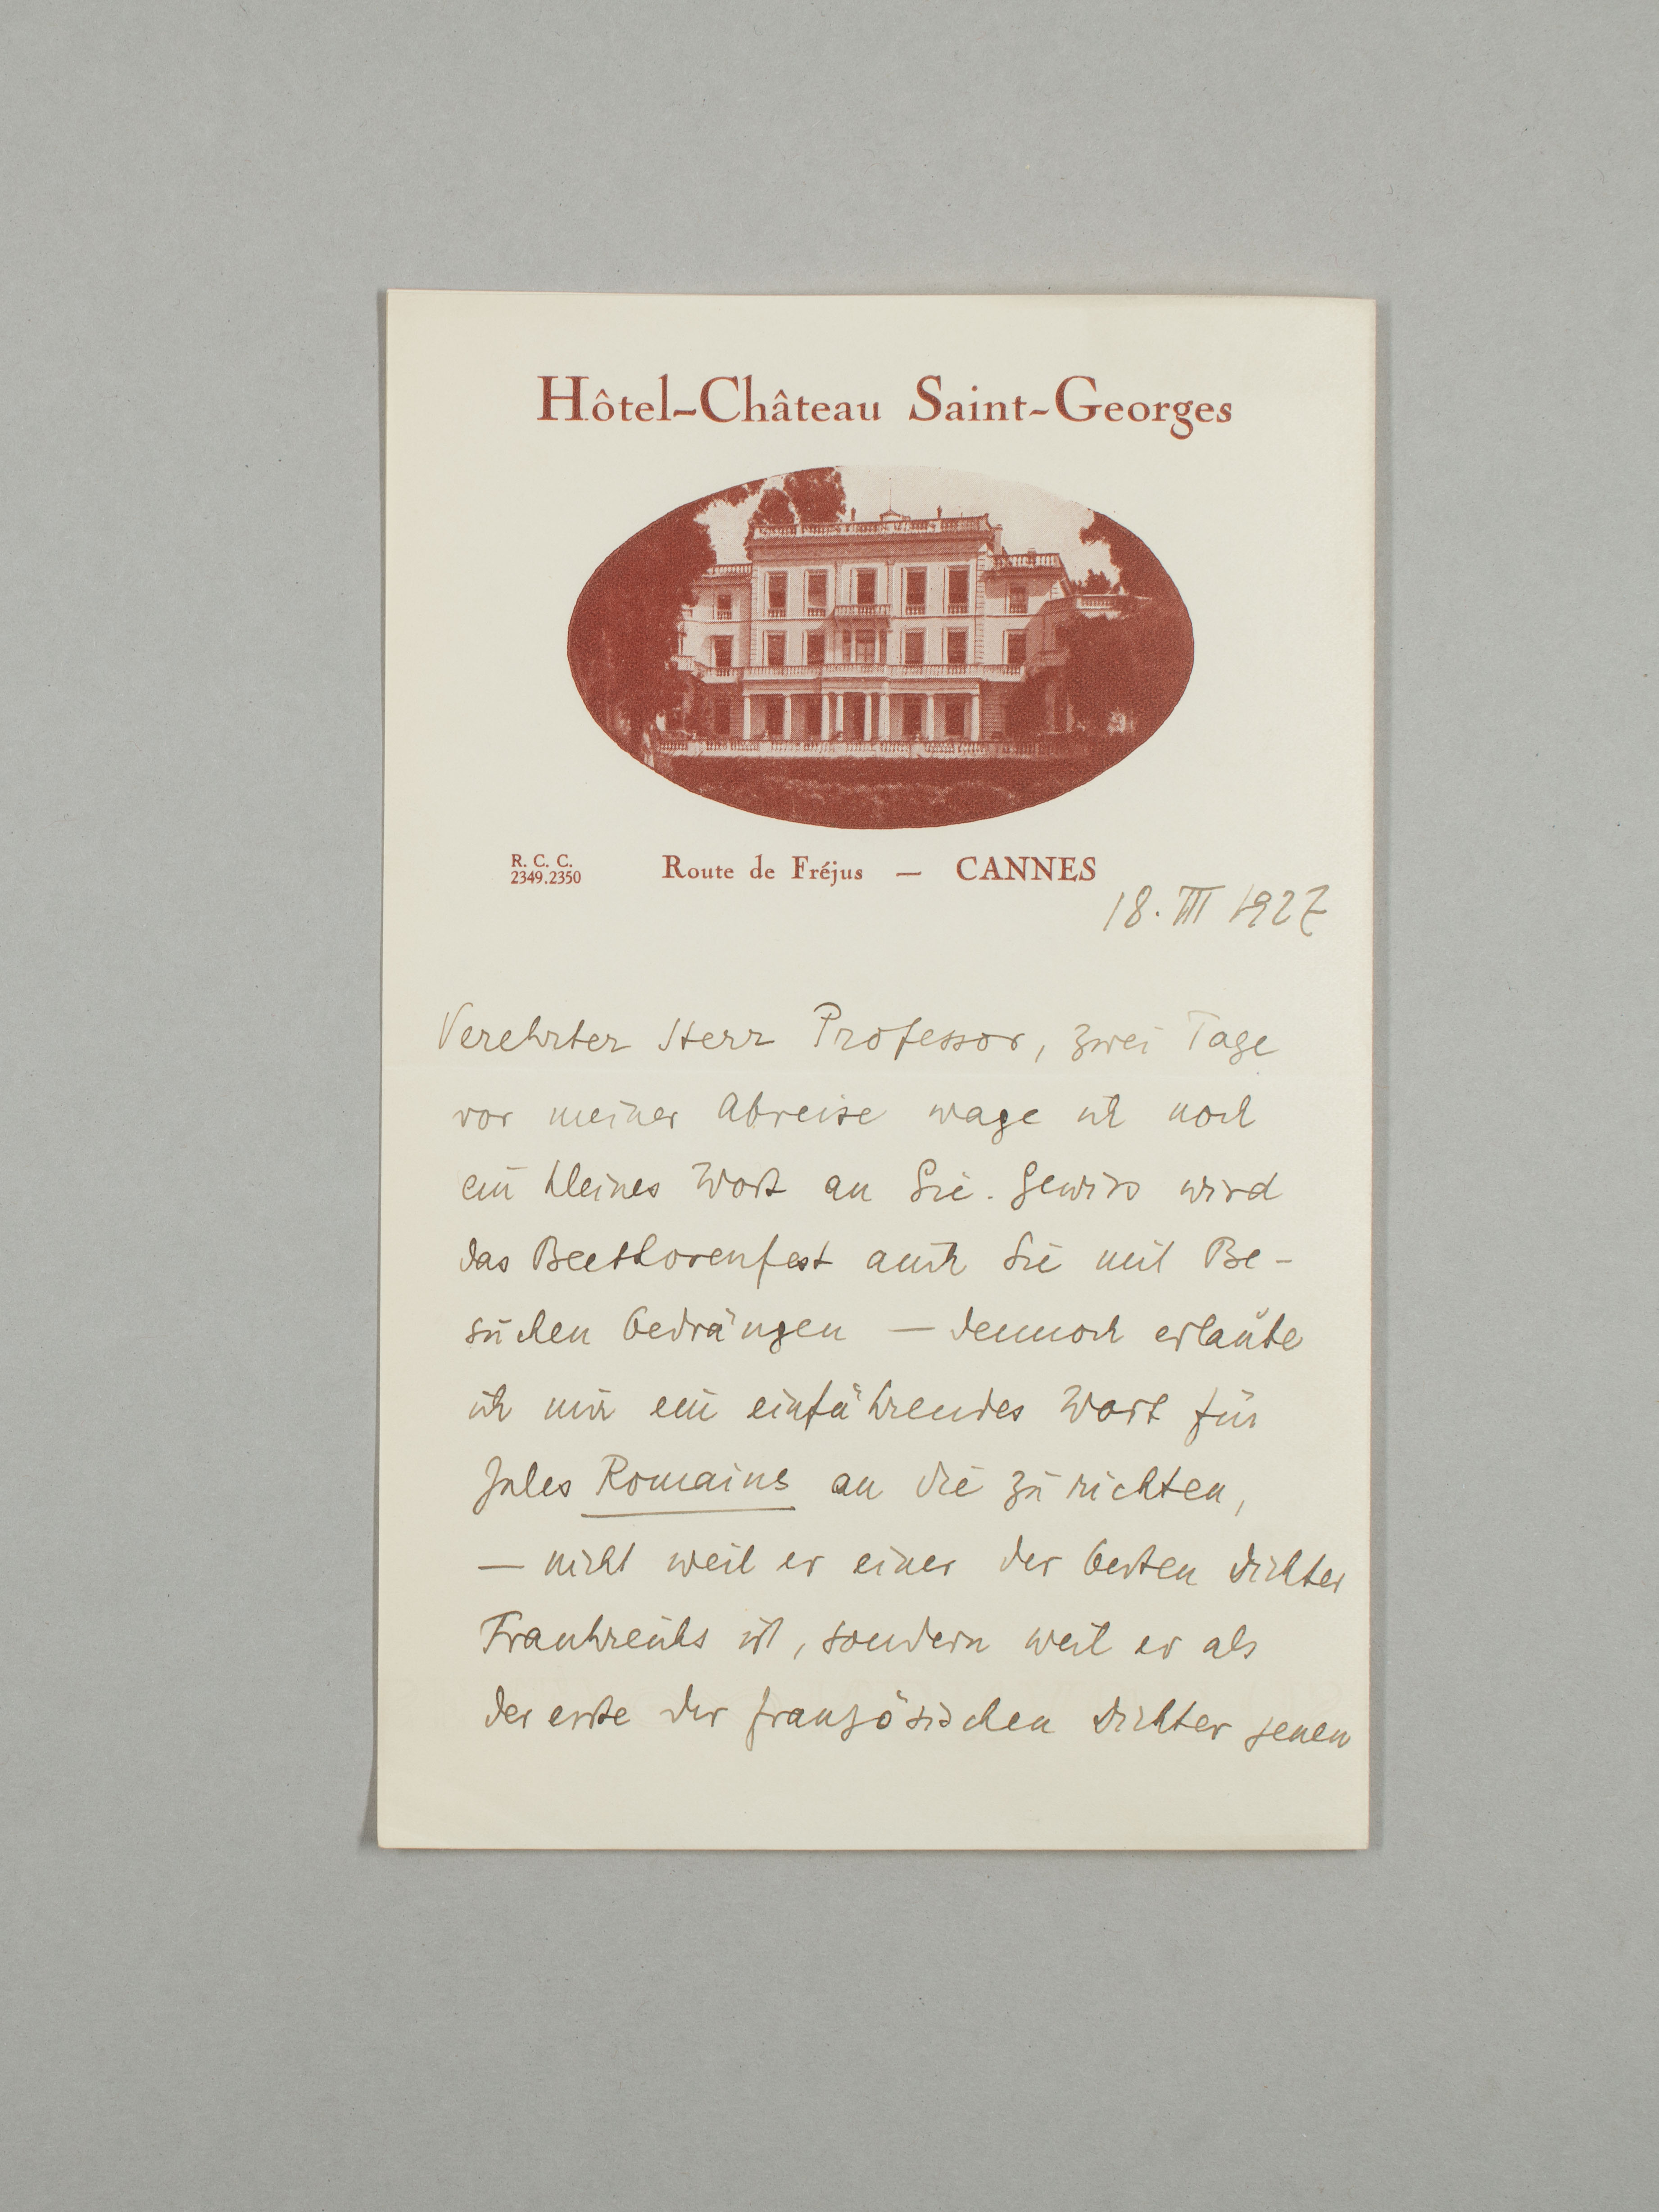 Hôtel-Château Saint-Georges
R. C. C.
2349.2350
Route de Fréjus — CANNES
18. III 1927
Verehrter Herr Professor, zwei Tage
vor meiner Abreise wage ich noch
ein kleines Wort an Sie. Gewiss wird
das Beethovenfest auch Sie mit Be-
suchen bedrängen — dennoch erlaube
ich mir ein einführendes Wort für
Jules Romains an Sie zu richten,
— nicht weil er einer der besten Dichter
Frankreichs ist, sondern weil er als
der erste der französischen Dichter jenen